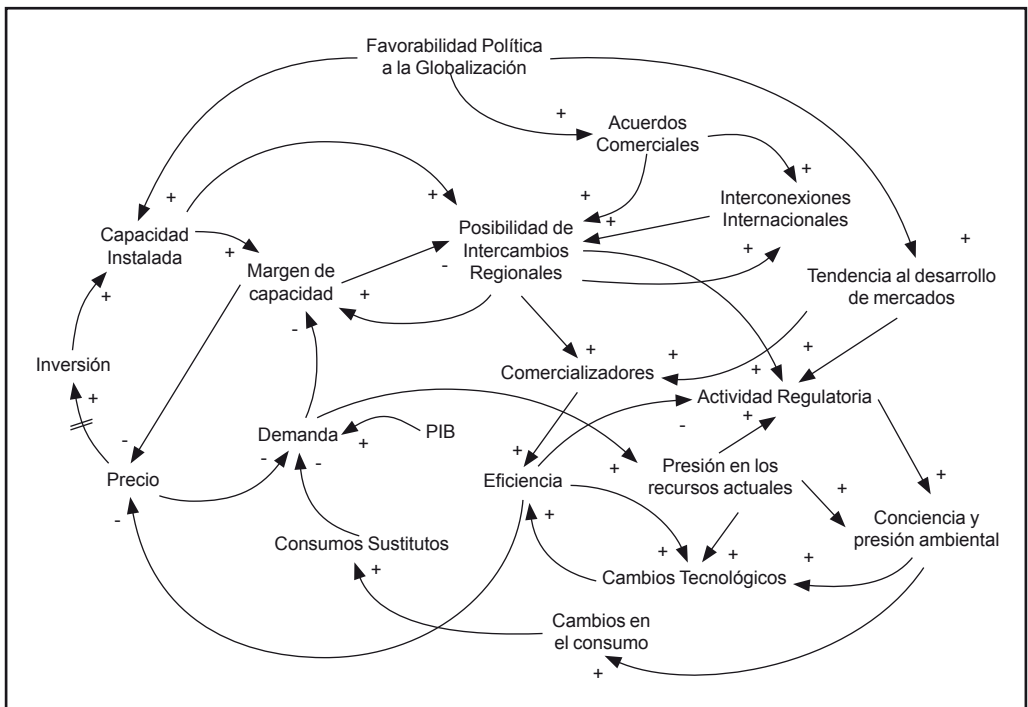 Favorabilidad Política
a la Globalización
+
Acuerdos
Comerciales
+
+
+
Interconexiones
Internacionales
+
+
+
Capacidad
Instalada
+
Posibilidad de
Intercambios
Regionales
-
+
+
Tendencia al desarrollo
de mercados
Margen de
capacidad
+
+
-
Inversión
+
+
+
+
+
Comercializadores
Actividad Regulatoria
-
+
Demanda
+
PIB
-
-
-
Precio
-
+
Eficiencia
+
+
Presión en los
recursos actuales
+
+
Conciencia y
presión ambiental
Consumos Sustitutos
+
+
+
+
Cambios Tecnológicos
Cambios en
el consumo
+